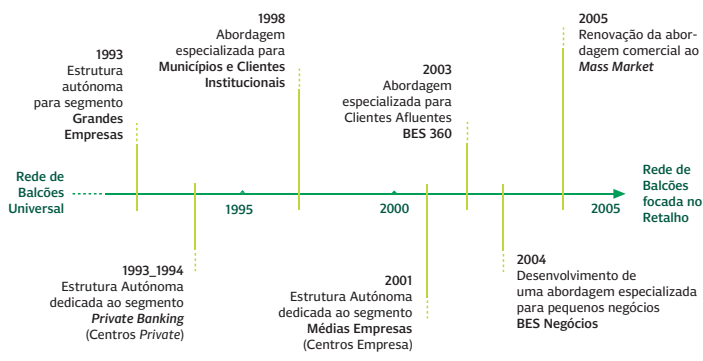 1993
Estrutura
autónoma
para segmento
Grandes
Empresas
1998
Abordagem
especializada para
Municípios e Clientes
Institucionais
2003
Abordagem
especializada para
Clientes Afluentes
BES 360
2005
Renovação da abor-
dagem comercial ao
Mass Market
Rede de
Balcões
Universal
1995
2000
2005
Rede de
Balcões
focada no
Retalho
1993_1994
Estrutura Autónoma
dedicada ao segmento
Private Banking
(Centros Private)
2001
Estrutura Autónoma
dedicada ao segmento
Médias Empresas
(Centros Empresa)
2004
Desenvolvimento de
uma abordagem especializada
para pequenos negócios
BES Negócios